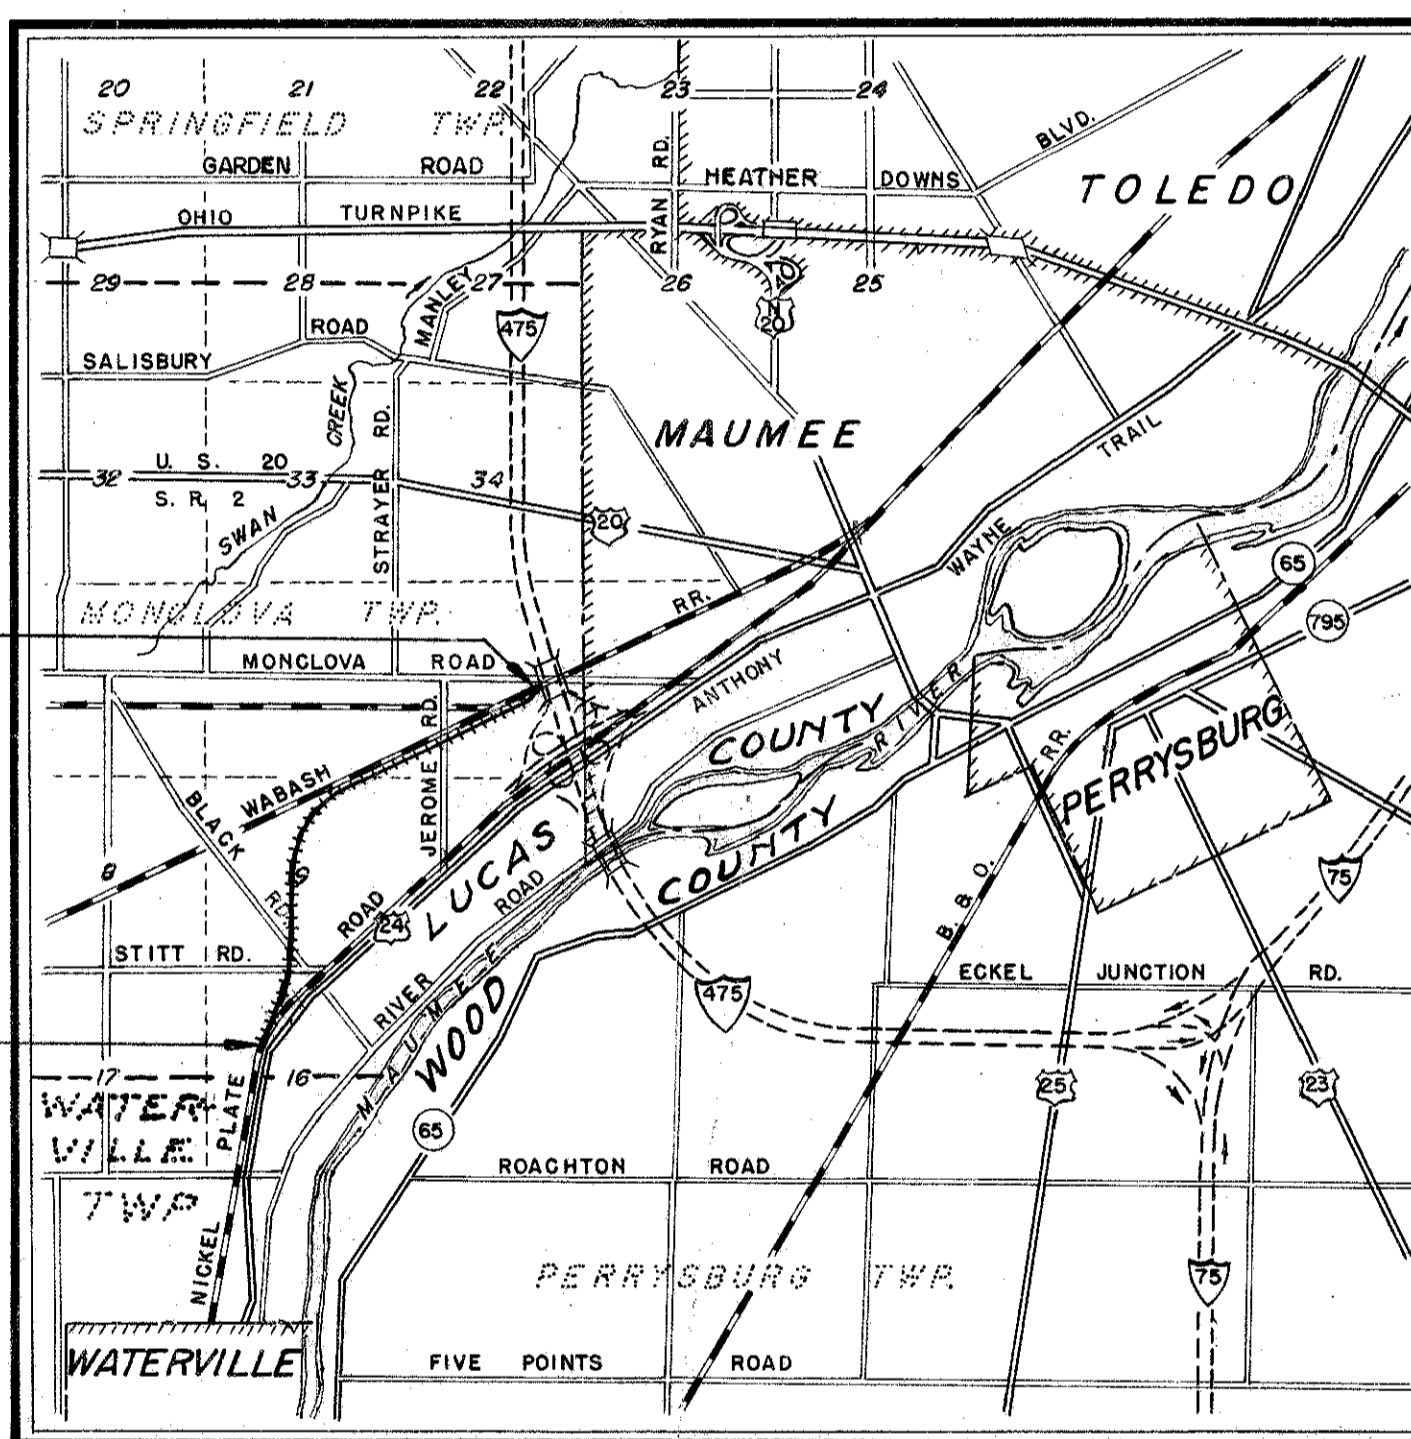 20 21 22 23 24
SPRINGFIELD TWP.
GARDEN ROAD
RYAN RD.
HEATHER DOWNS BLVD.
TOLEDO
OHIO TURNPIKE
29 28 27 26 25
MANLEY
N
20
475
SALISBURY ROAD
SWAN CREEK
STRAYER RD.
MAUMEE
U. S. 20
32 33 34
S. R. 2
20
ANTHONY WAYNE TRAIL
65
795
MONCLOVA TWP.
RR.
MONCLOVA ROAD
JEROME RD.
WABASH
BLACK RD.
LUCAS COUNTY
RIVER
PERRYSBURG
RR.
8
ROAD
24
WOOD COUNTY
75
B. & O.
STITT RD.
RIVER ROAD
MAUMEE
475
ECKEL JUNCTION RD.
17 16
25
23
WATER-
VILLE
TWP
NICKEL PLATE
65
ROACHTON ROAD
PERRYSBURG TWP.
75
WATERVILLE
FIVE POINTS ROAD